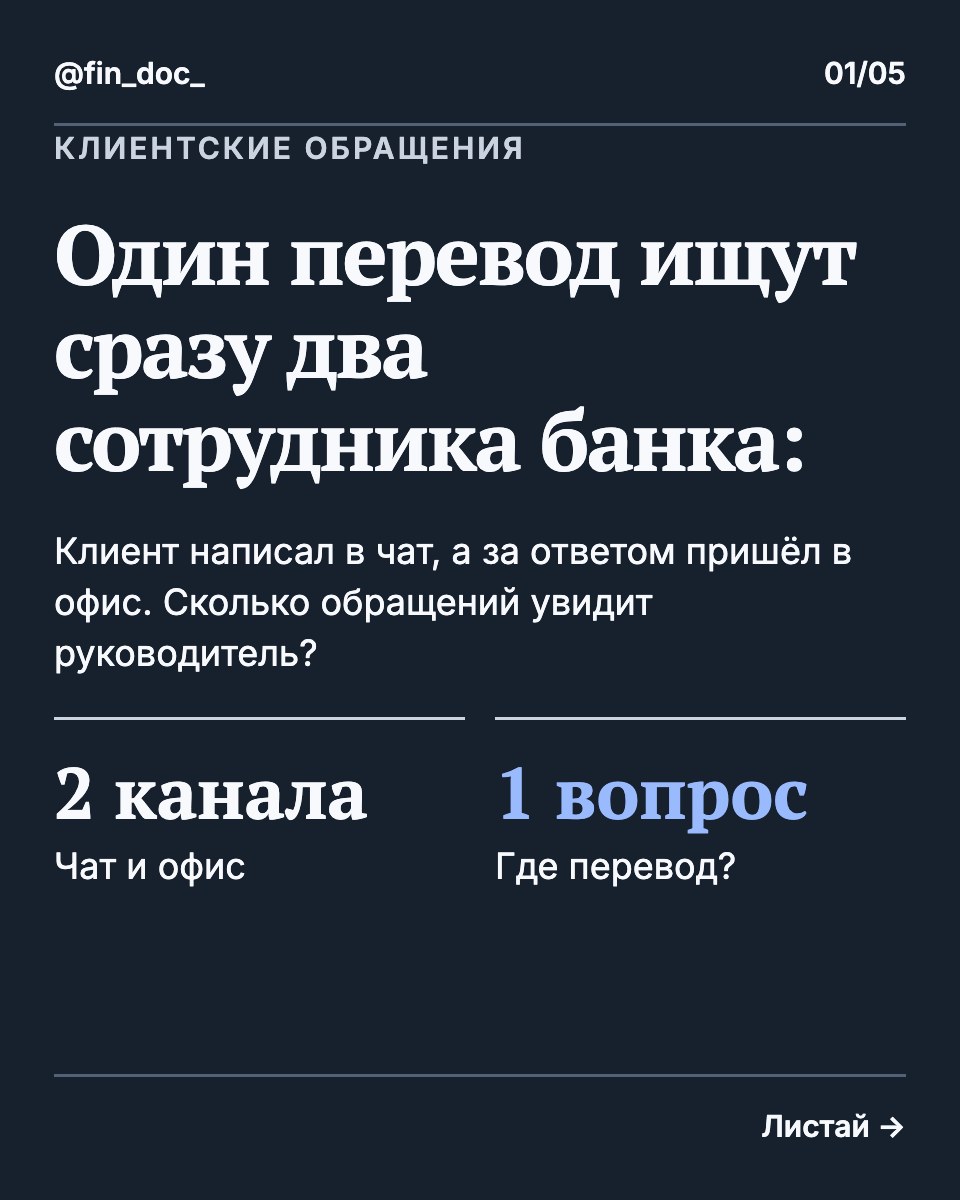 @fin_doc_
01/05
КЛИЕНТСКИЕ ОБРАЩЕНИЯ
Один перевод ищут
сразу два
сотрудника банка:
Клиент написал в чат, а за ответом пришёл в
офис. Сколько обращений увидит
руководитель?
2 канала
Чат и офис
1 вопрос
Где перевод?
Листай →